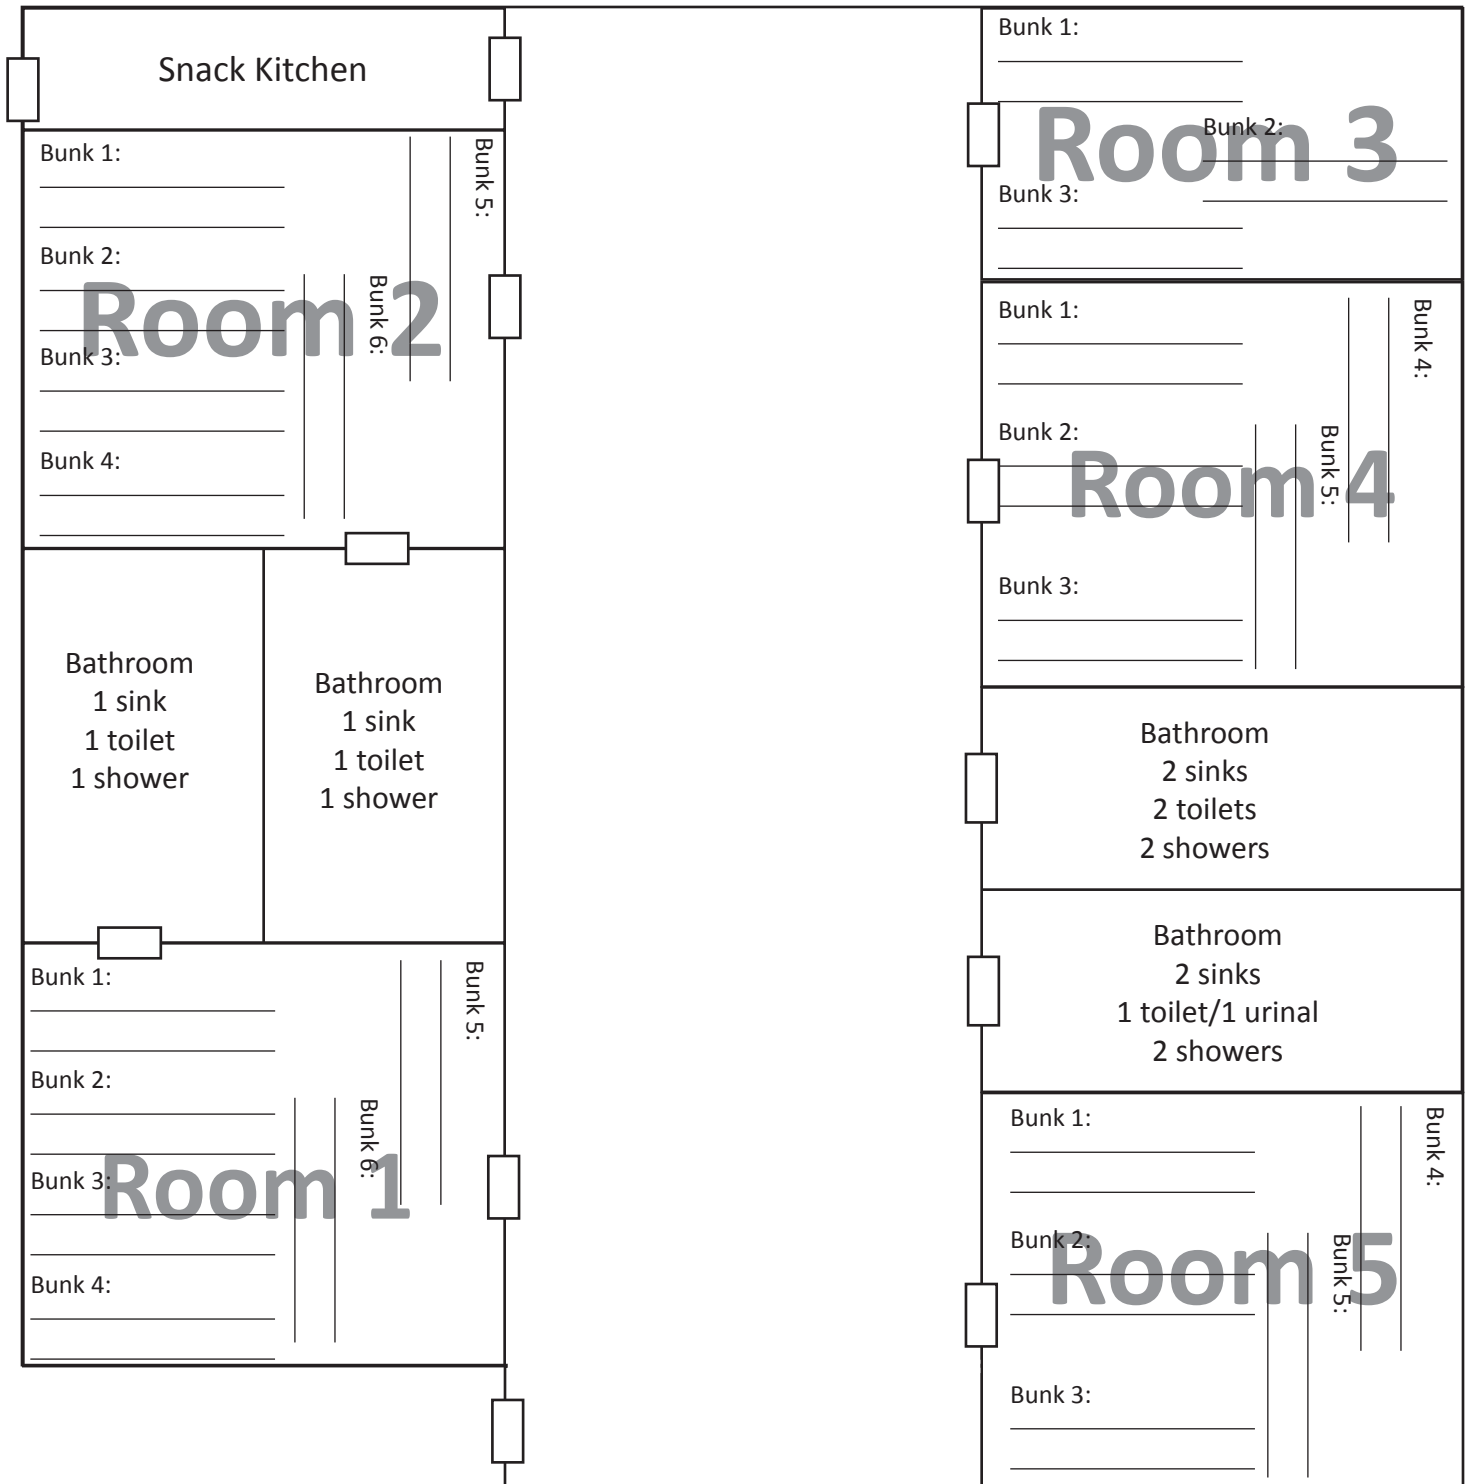 Snack Kitchen
Bunk 1:
Bunk 2:
Bunk 3:
Bunk 4:
Bunk 5:
Bunk 6:
Room 2
Bathroom
1 sink
1 toilet
1 shower
Bathroom
1 sink
1 toilet
1 shower
Bunk 1:
Bunk 2:
Bunk 3:
Bunk 4:
Bunk 5:
Bunk 6:
Room 1
Bunk 1:
Bunk 2:
Bunk 3:
Room 3
Bunk 1:
Bunk 2:
Bunk 3:
Bunk 4:
Bunk 5:
Room 4
Bathroom
2 sinks
2 toilets
2 showers
Bathroom
2 sinks
1 toilet/1 urinal
2 showers
Bunk 1:
Bunk 2:
Bunk 3:
Bunk 4:
Bunk 5:
Room 5